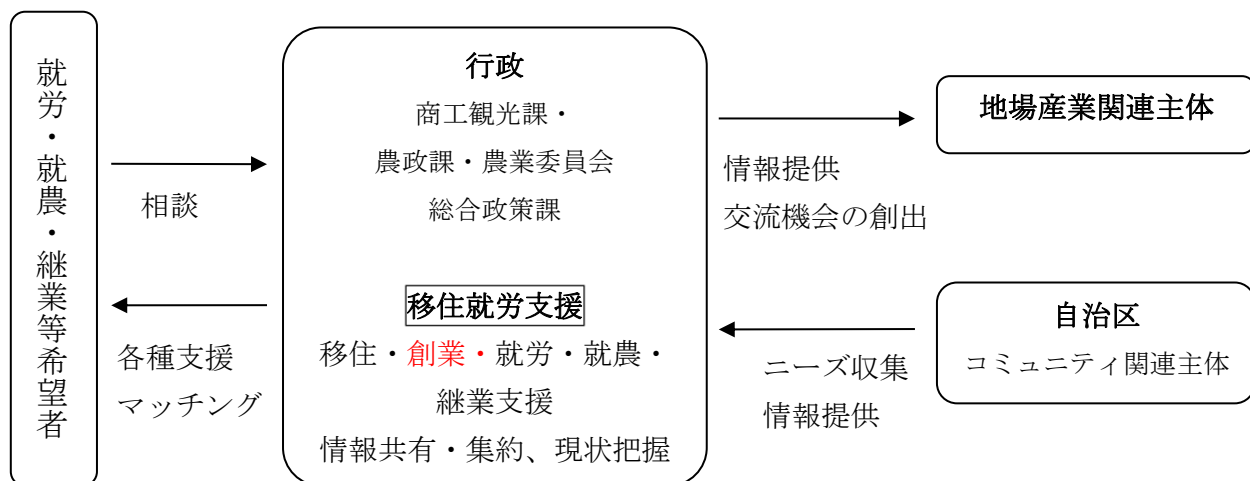 就労・就農・継業等希望者
相談
各種支援
マッチング
行政
商工観光課・
農政課・農業委員会
総合政策課
移住就労支援
移住・創業・就労・就農・
継業支援
情報共有・集約、現状把握
情報提供
交流機会の創出
ニーズ収集
情報提供
地場産業関連主体
自治区
コミュニティ関連主体